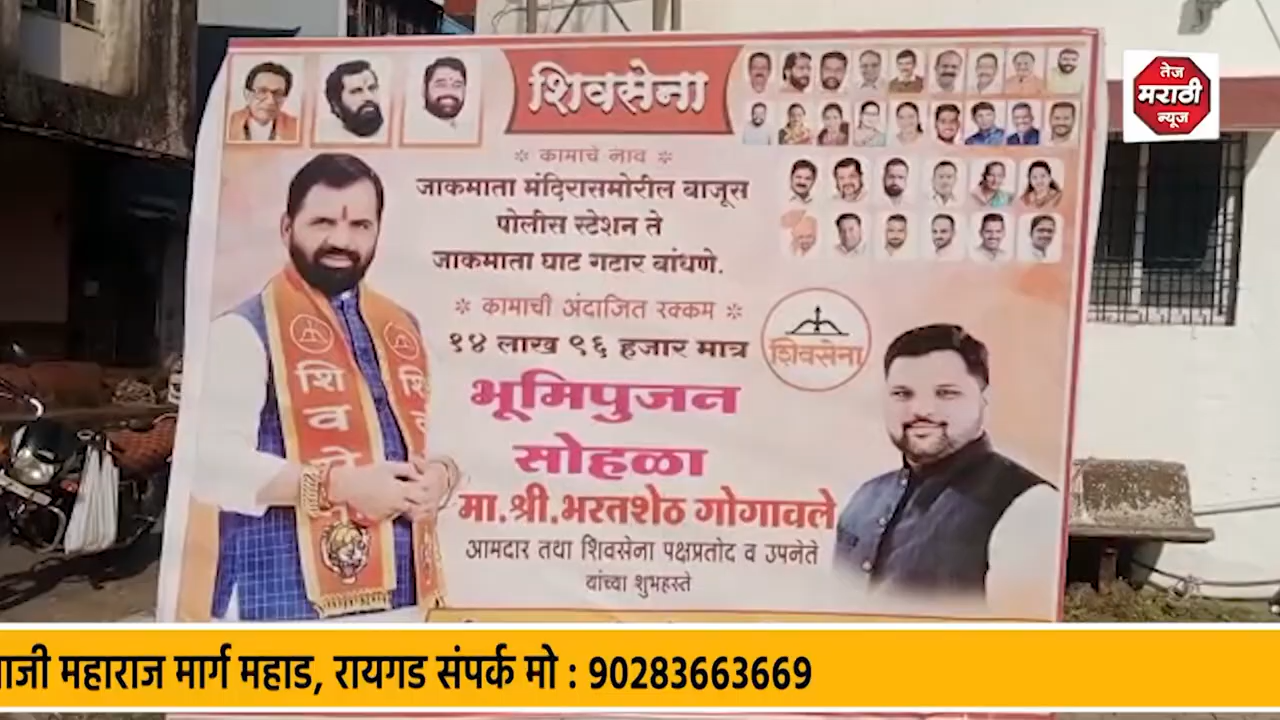 शिवसेना
तेज
मराठी
न्यूज
* कामाचे नाव *
जाकमाता मंदिरासमोरील बाजूस
पोलीस स्टेशन ते
जाकमाता घाट गटार बांधणे.
* कामाची अंदाजित रक्कम *
१४ लाख ९६ हजार मात्र
शिवसेना
भूमिपुजन
सोहळा
मा.श्री.भरतशेठ गोगावले
आमदार तथा शिवसेना पक्षप्रतोद व उपनेते
यांच्या शुभहस्ते
महाराज मार्ग महाड, रायगड संपर्क मो : 90283663669